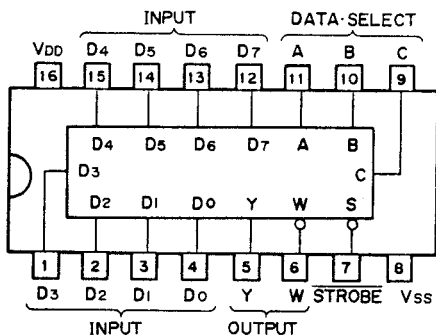 INPUT DATA·SELECT
VDD D4 D5 D6 D7 A B C
16 15 14 13 12 11 10 9
D4 D5 D6 D7 A B
D3 C
D2 D1 D0 Y W S
1 2 3 4 5 6 7 8
D3 D2 D1 D0 Y W STROBE VSS
INPUT OUTPUT